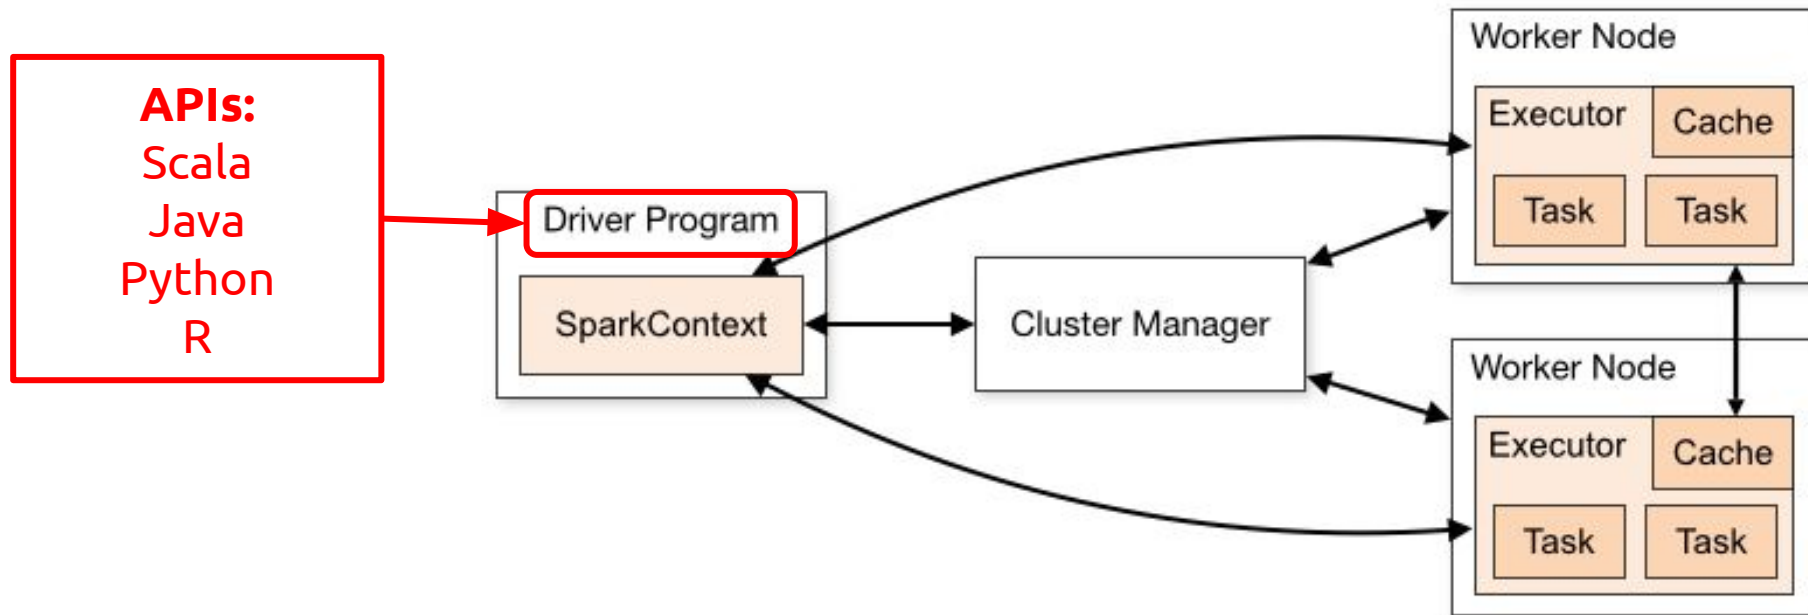 APIs:
Scala
Java
Python
R
Driver Program
SparkContext
Cluster Manager
Worker Node
Executor
Cache
Task
Task
Worker Node
Executor
Cache
Task
Task